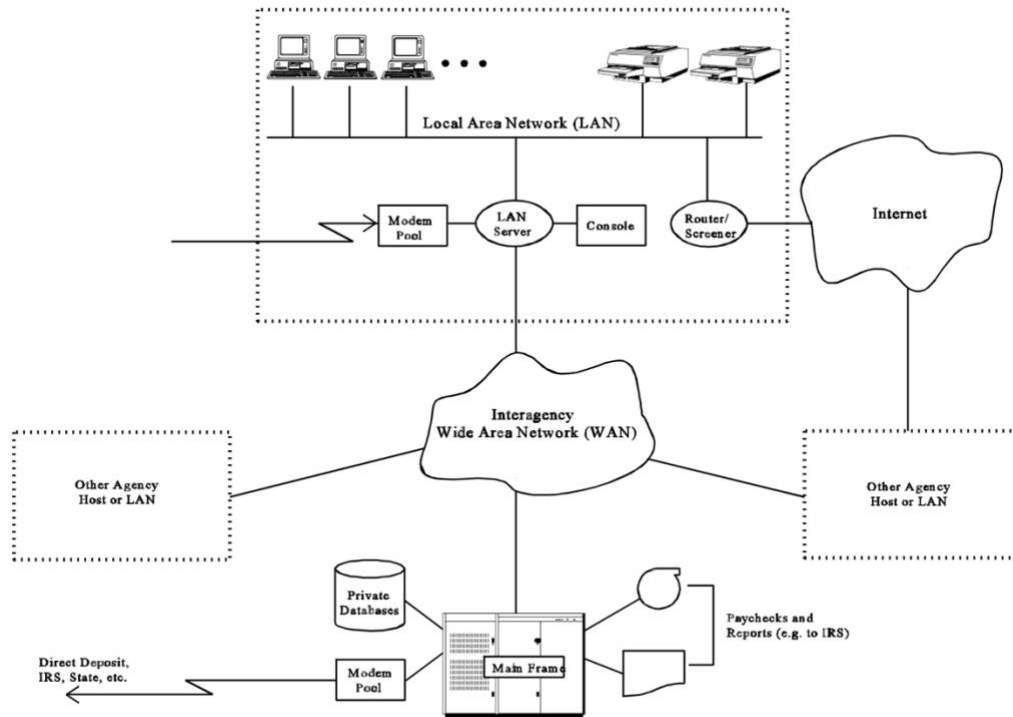 Local Area Network (LAN)
Modem
Pool
LAN
Server
Console
Router/
Screener
Internet
Interagency
Wide Area Network (WAN)
Other Agency
Host or LAN
Other Agency
Host or LAN
Private
Databases
Paychecks and
Reports (e.g. to IRS)
Direct Deposit,
IRS, State, etc.
Modem
Pool
Main Frame